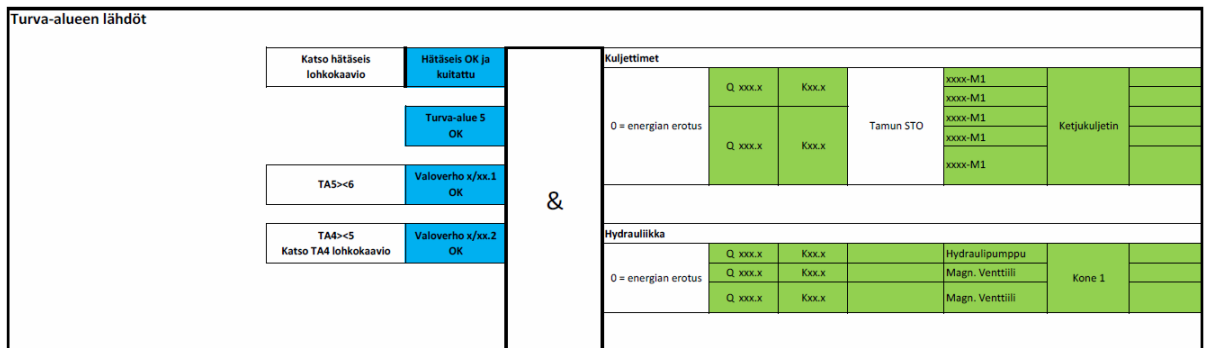 Turva-alueen lähdöt
Katso hätäseis
lohkokaavio
Hätäseis OK ja
kuitattu
Turva-alue 5
OK
TA5><6
Valoverho x/xx.1
OK
TA4><5
Katso TA4 lohkokaavio
Valoverho x/xx.2
OK
&
Kuljettimet
0 = energian erotus
Q xxx.x
Kxx.x
Q xxx.x
Kxx.x
Tamun STO
xxxx-M1
xxxx-M1
xxxx-M1
xxxx-M1
xxxx-M1
Ketjukuljetin
Hydrauliikka
0 = energian erotus
Q xxx.x
Kxx.x
Hydraulipumppu
Q xxx.x
Kxx.x
Magn. Venttiili
Q xxx.x
Kxx.x
Magn. Venttiili
Kone 1